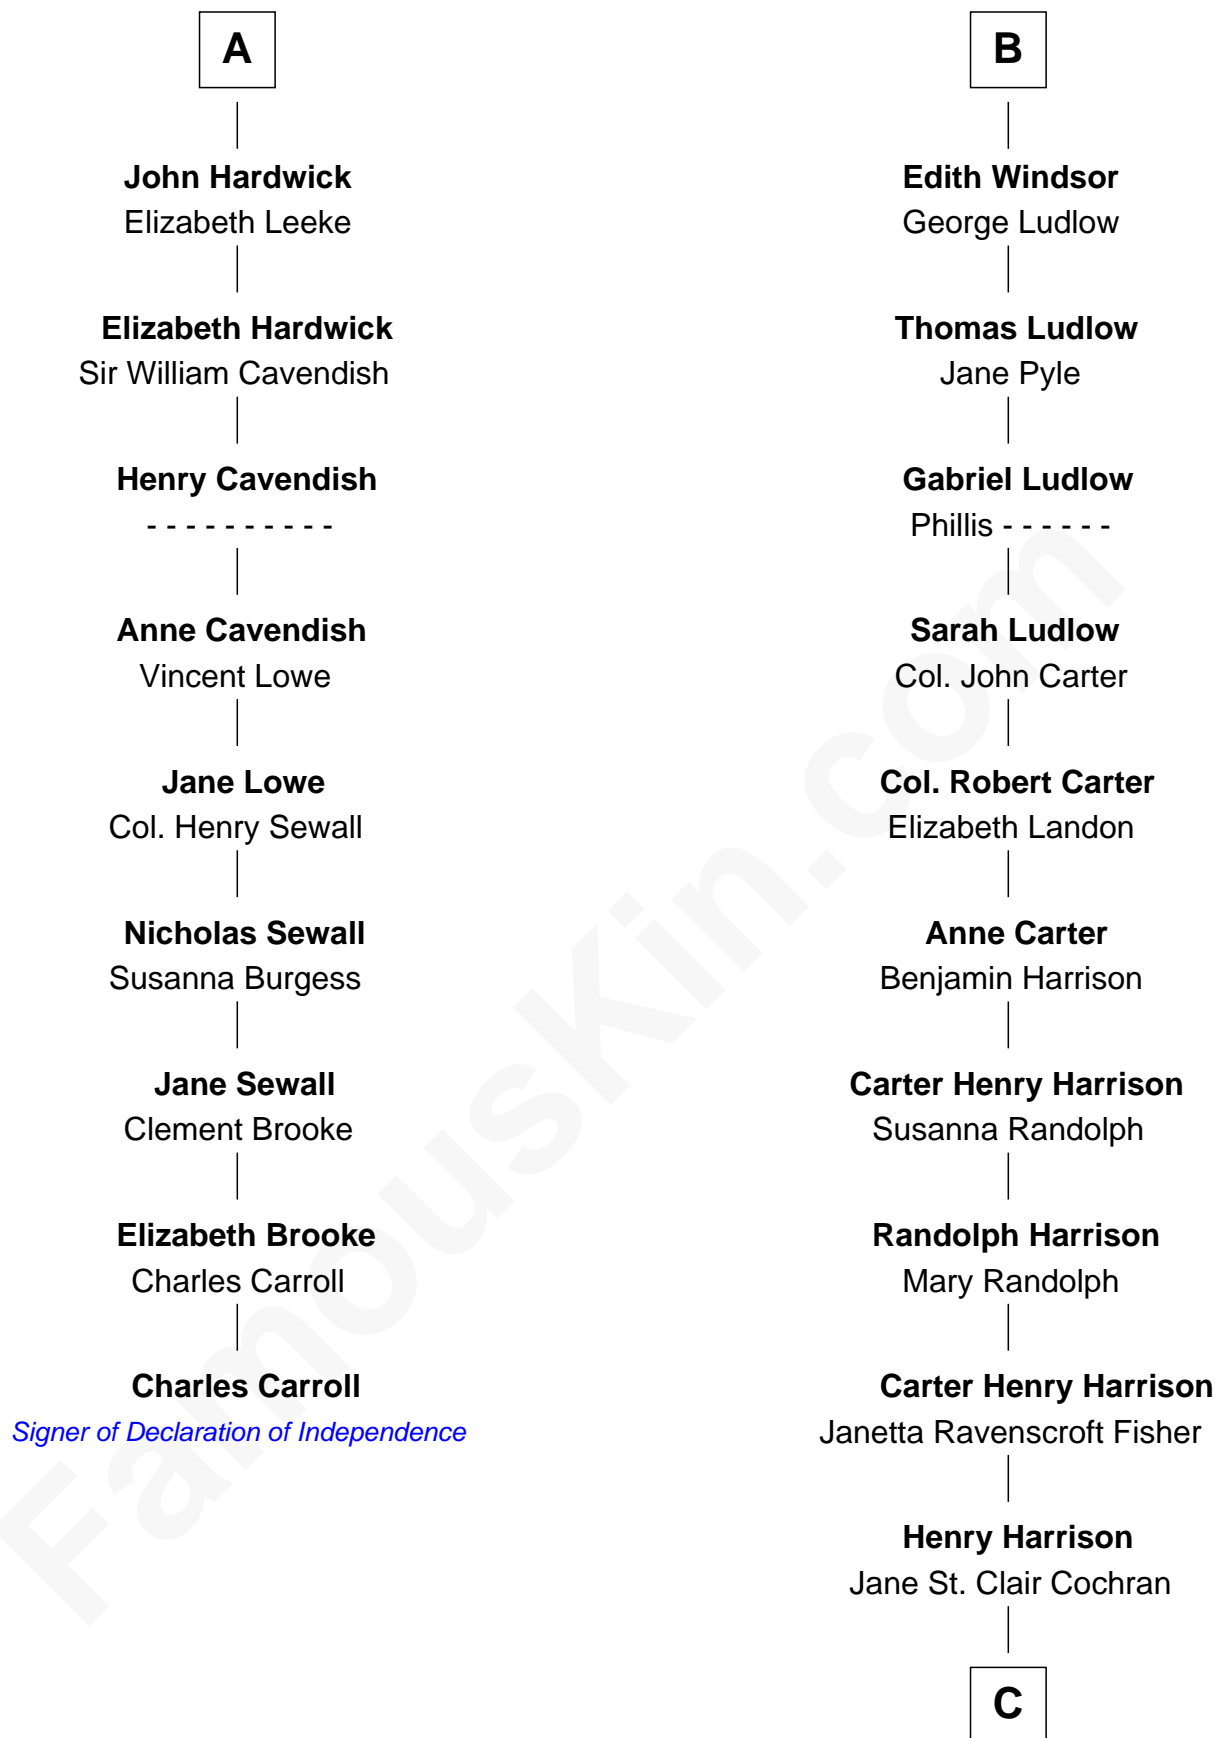 A
John Hardwick
Elizabeth Leeke
Elizabeth Hardwick
Sir William Cavendish
Henry Cavendish
- - - - - - - - - -
Anne Cavendish
Vincent Lowe
Jane Lowe
Col. Henry Sewall
Nicholas Sewall
Susanna Burgess
Jane Sewall
Clement Brooke
Elizabeth Brooke
Charles Carroll
Charles Carroll
Signer of Declaration of Independence
B
Edith Windsor
George Ludlow
Thomas Ludlow
Jane Pyle
Gabriel Ludlow
Phillis - - - - - -
Sarah Ludlow
Col. John Carter
Col. Robert Carter
Elizabeth Landon
Anne Carter
Benjamin Harrison
Carter Henry Harrison
Susanna Randolph
Randolph Harrison
Mary Randolph
Carter Henry Harrison
Janetta Ravenscroft Fisher
Henry Harrison
Jane St. Clair Cochran
C
FamousKin.com